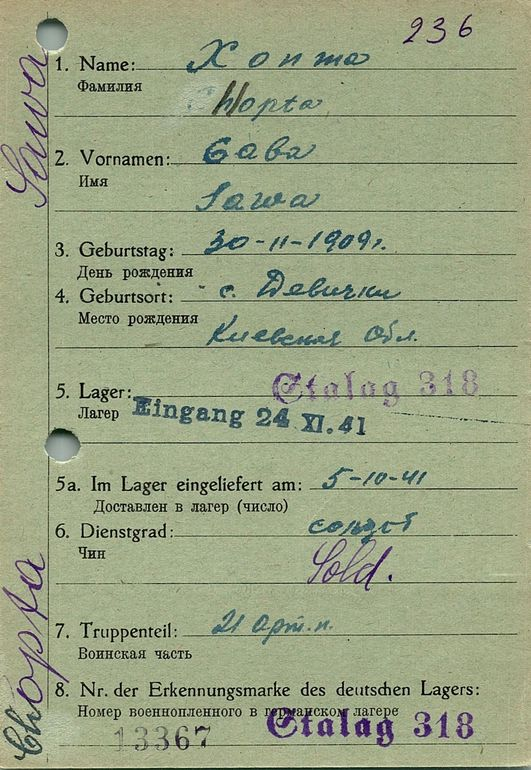 236
1. Name: Хопта
Фамилия
Chopta
2. Vornamen: Сава
Имя
Sawa
3. Geburtstag: 30-11-1909г.
День рождения
4. Geburtsort: с. Девички
Место рождения
Киевская обл.
5. Lager: Stalag 318
Лагер
Eingang 24. XI. 41
5a. Im Lager eingeliefert am: 5-10-41
Доставлен в лагер (число)
6. Dienstgrad: солдат
Чин
Sold.
7. Truppenteil: 21 арт. п.
Воинская часть
8. Nr. der Erkennungsmarke des deutschen Lagers:
Номер военнопленного в германском лагере
13367 Stalag 318
Chopta Sawa